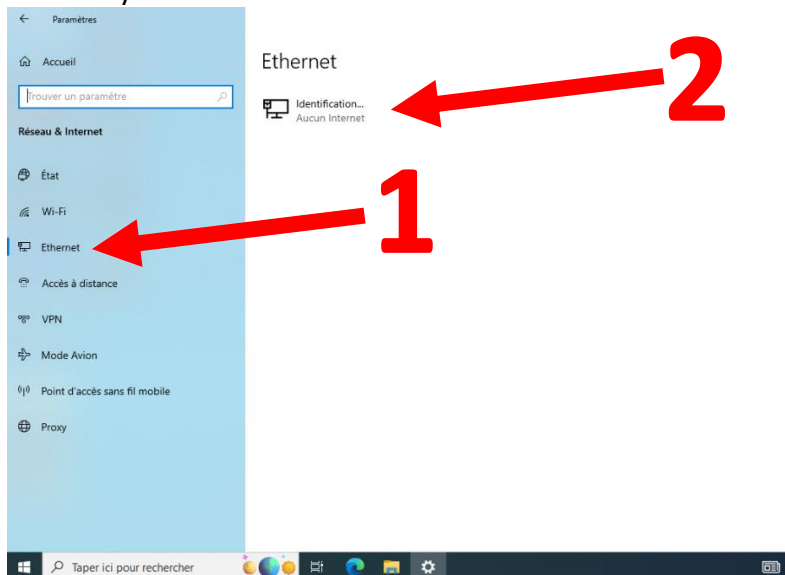 Paramètres
Accueil
Trouver un paramètre
Réseau & Internet
État
Wi-Fi
Ethernet
Accès à distance
VPN
Mode Avion
Point d'accès sans fil mobile
Proxy
Ethernet
Identification...
Aucun Internet
1
2
Taper ici pour rechercher